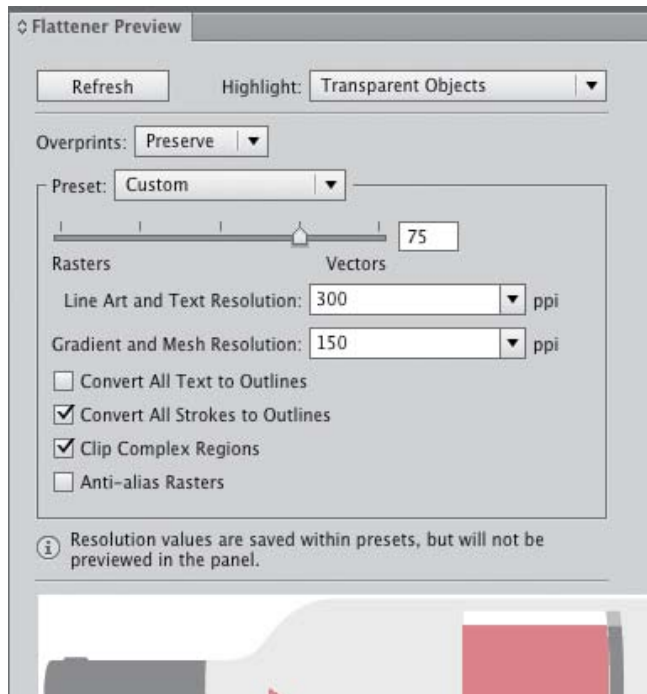 Flattener Preview
Refresh
Highlight: Transparent Objects
Overprints: Preserve
Preset: Custom
75
Rasters Vectors
Line Art and Text Resolution: 300 ppi
Gradient and Mesh Resolution: 150 ppi
Convert All Text to Outlines
Convert All Strokes to Outlines
Clip Complex Regions
Anti-alias Rasters
Resolution values are saved within presets, but will not be
previewed in the panel.